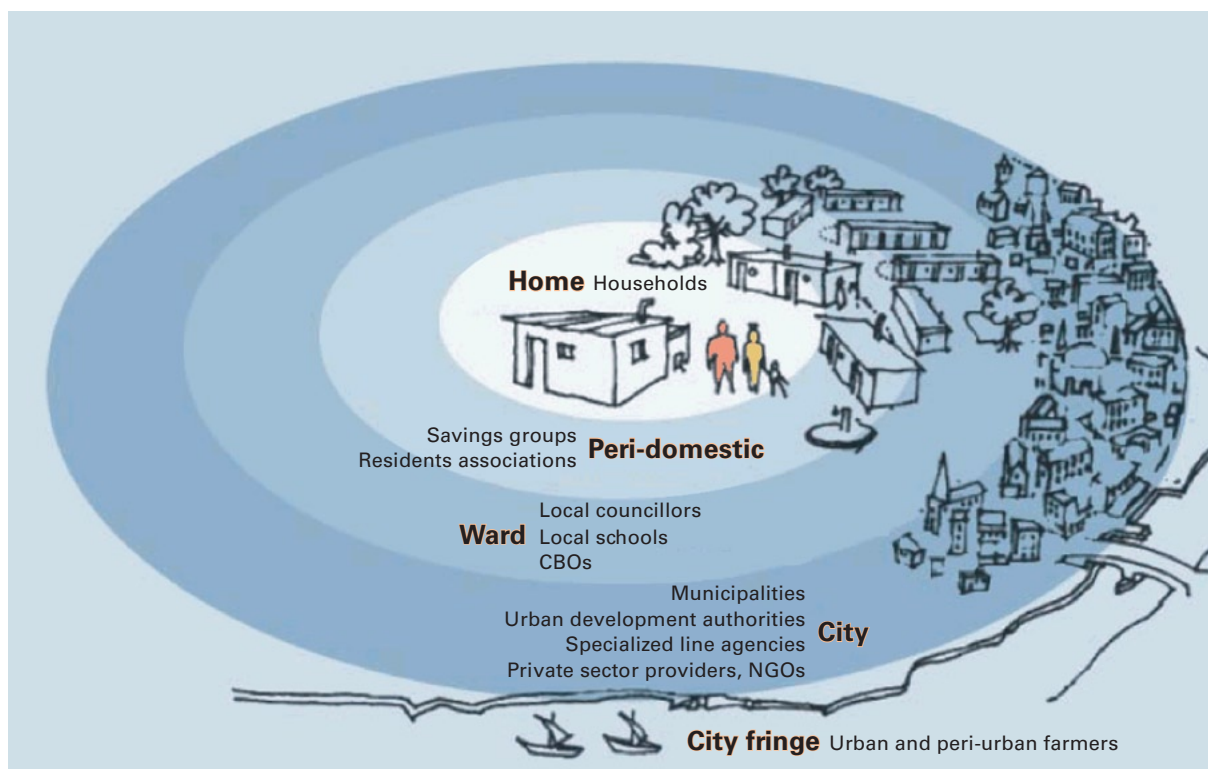 Home Households
Savings groups
Residents associations
Peri-domestic
Ward
Local councillors
Local schools
CBOs
Municipalities
Urban development authorities
Specialized line agencies
Private sector providers, NGOs
City
City fringe Urban and peri-urban farmers